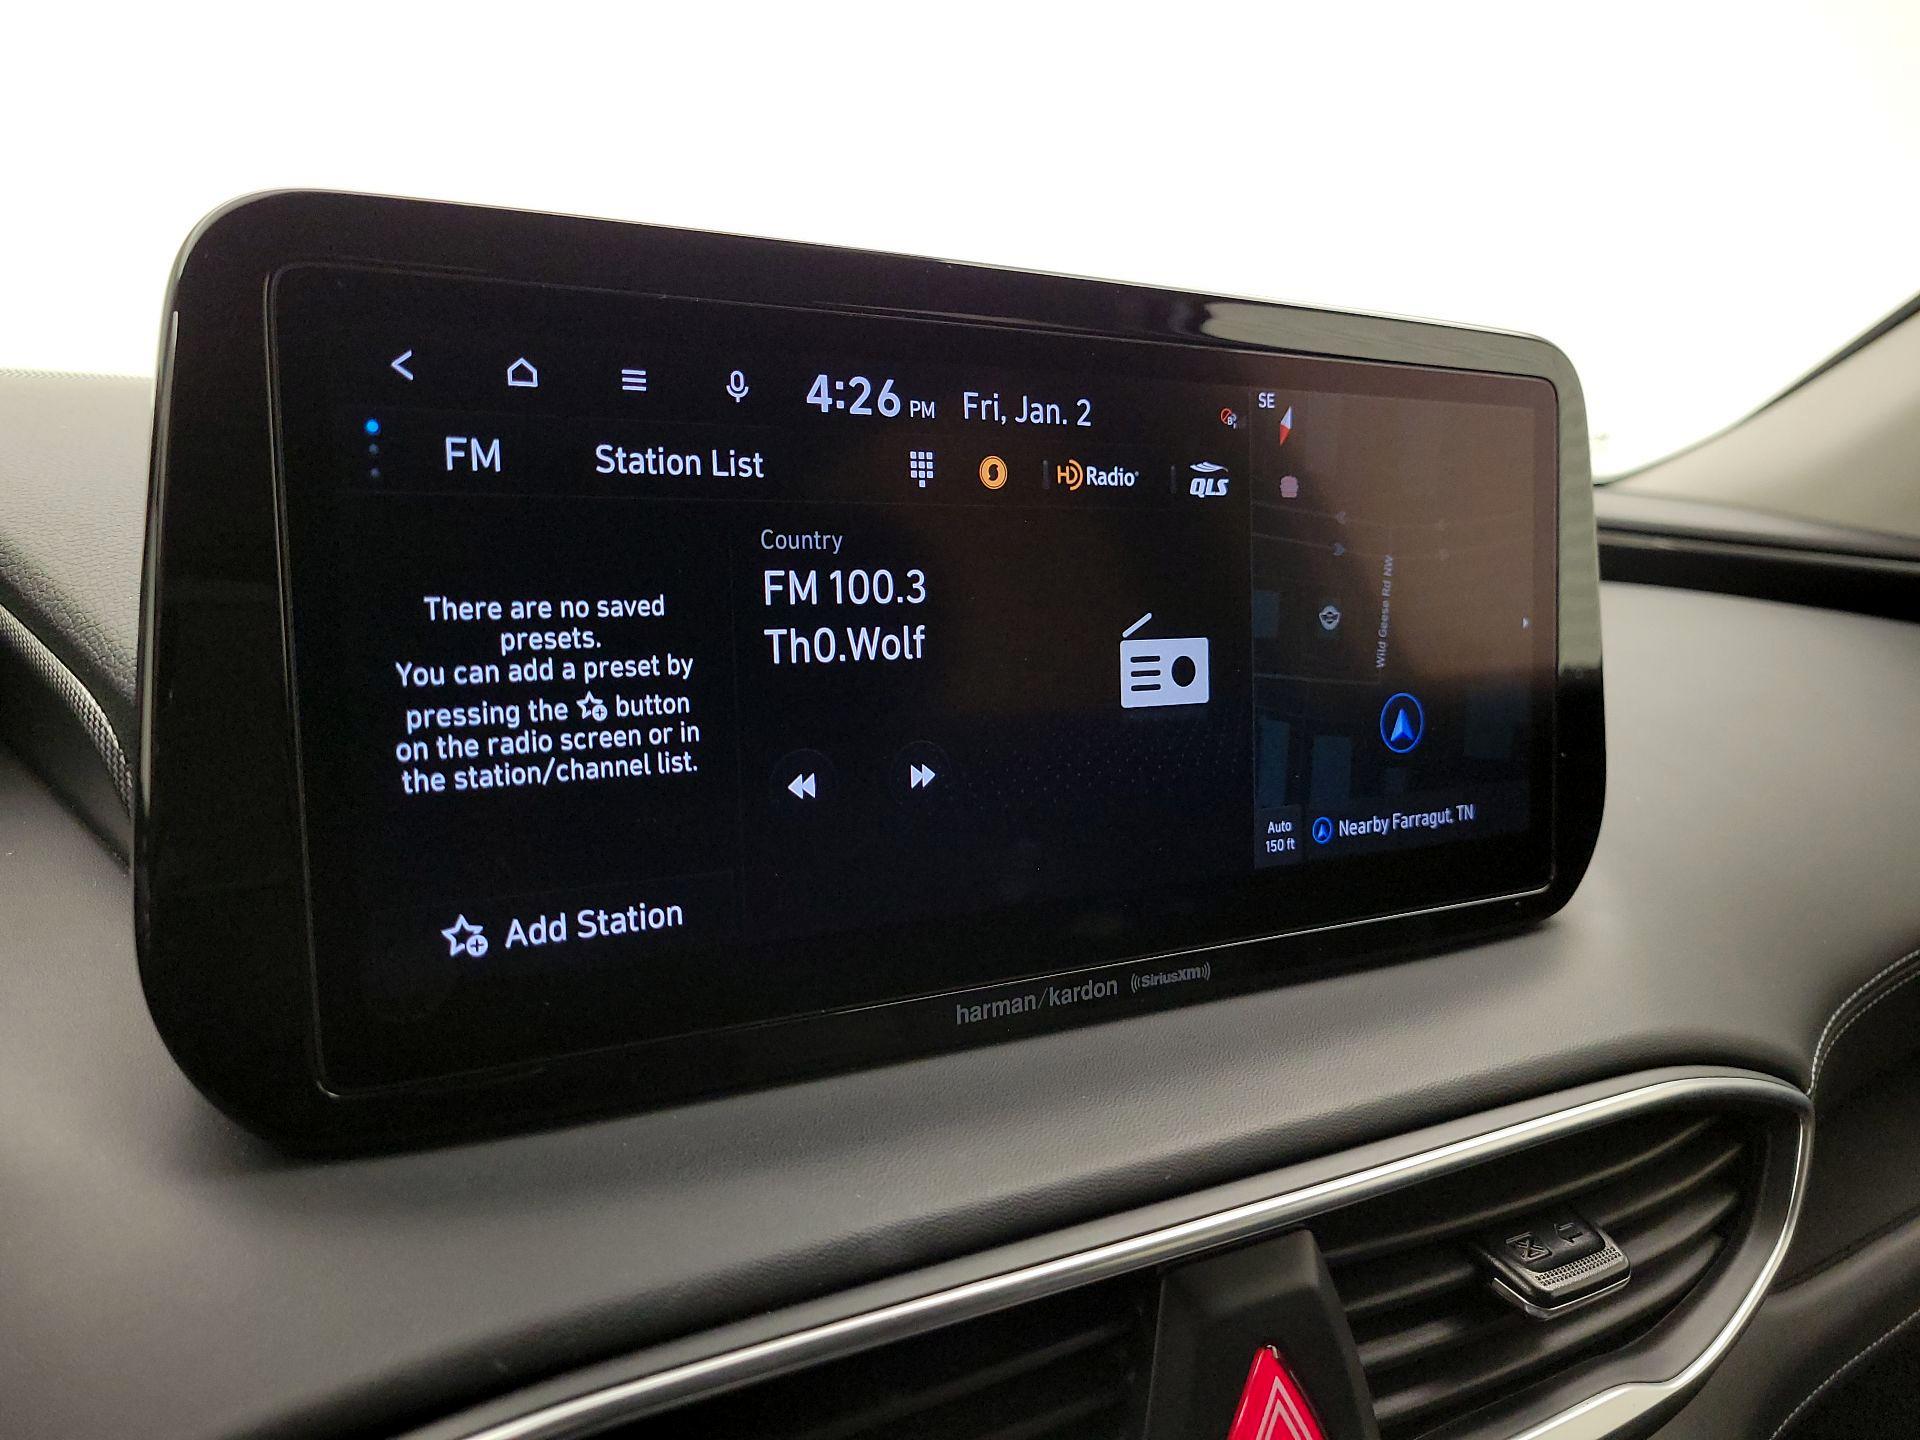 4:26 PM Fri, Jan. 2
SE
FM Station List HD Radio QLS
There are no saved
presets.
You can add a preset by
pressing the button
on the radio screen or in
the station/channel list.
Add Station
Country
FM 100.3
Th0.Wolf
Wild Geese Rd NW
Auto
150 ft
Nearby Farragut, TN
harman/kardon ((SiriusXM))